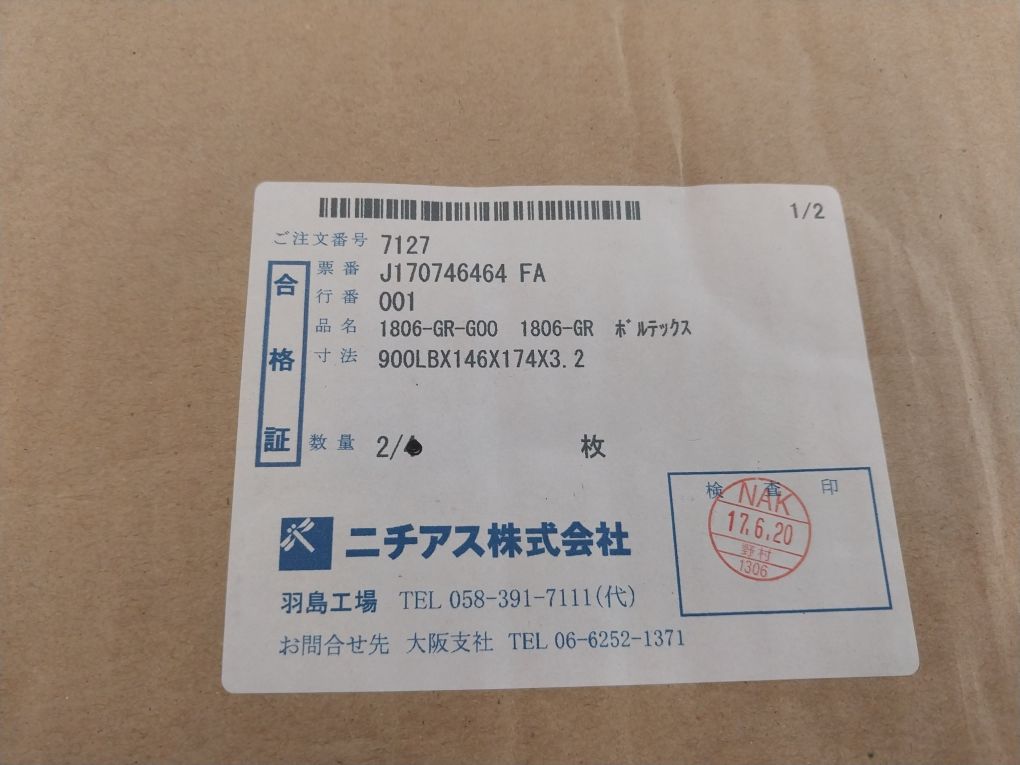 1/2
ご注文番号 7127
合格証
票番 J170746464 FA
行番 001
品名 1806-GR-G00 1806-GR ﾎﾞﾙﾃｯｸｽ
寸法 900LBX146X174X3.2
数量 2/ 枚
検査印
NAK
17.6.20
野村
1306
ニチアス株式会社
羽島工場 TEL 058-391-7111(代)
お問合せ先 大阪支社 TEL 06-6252-1371